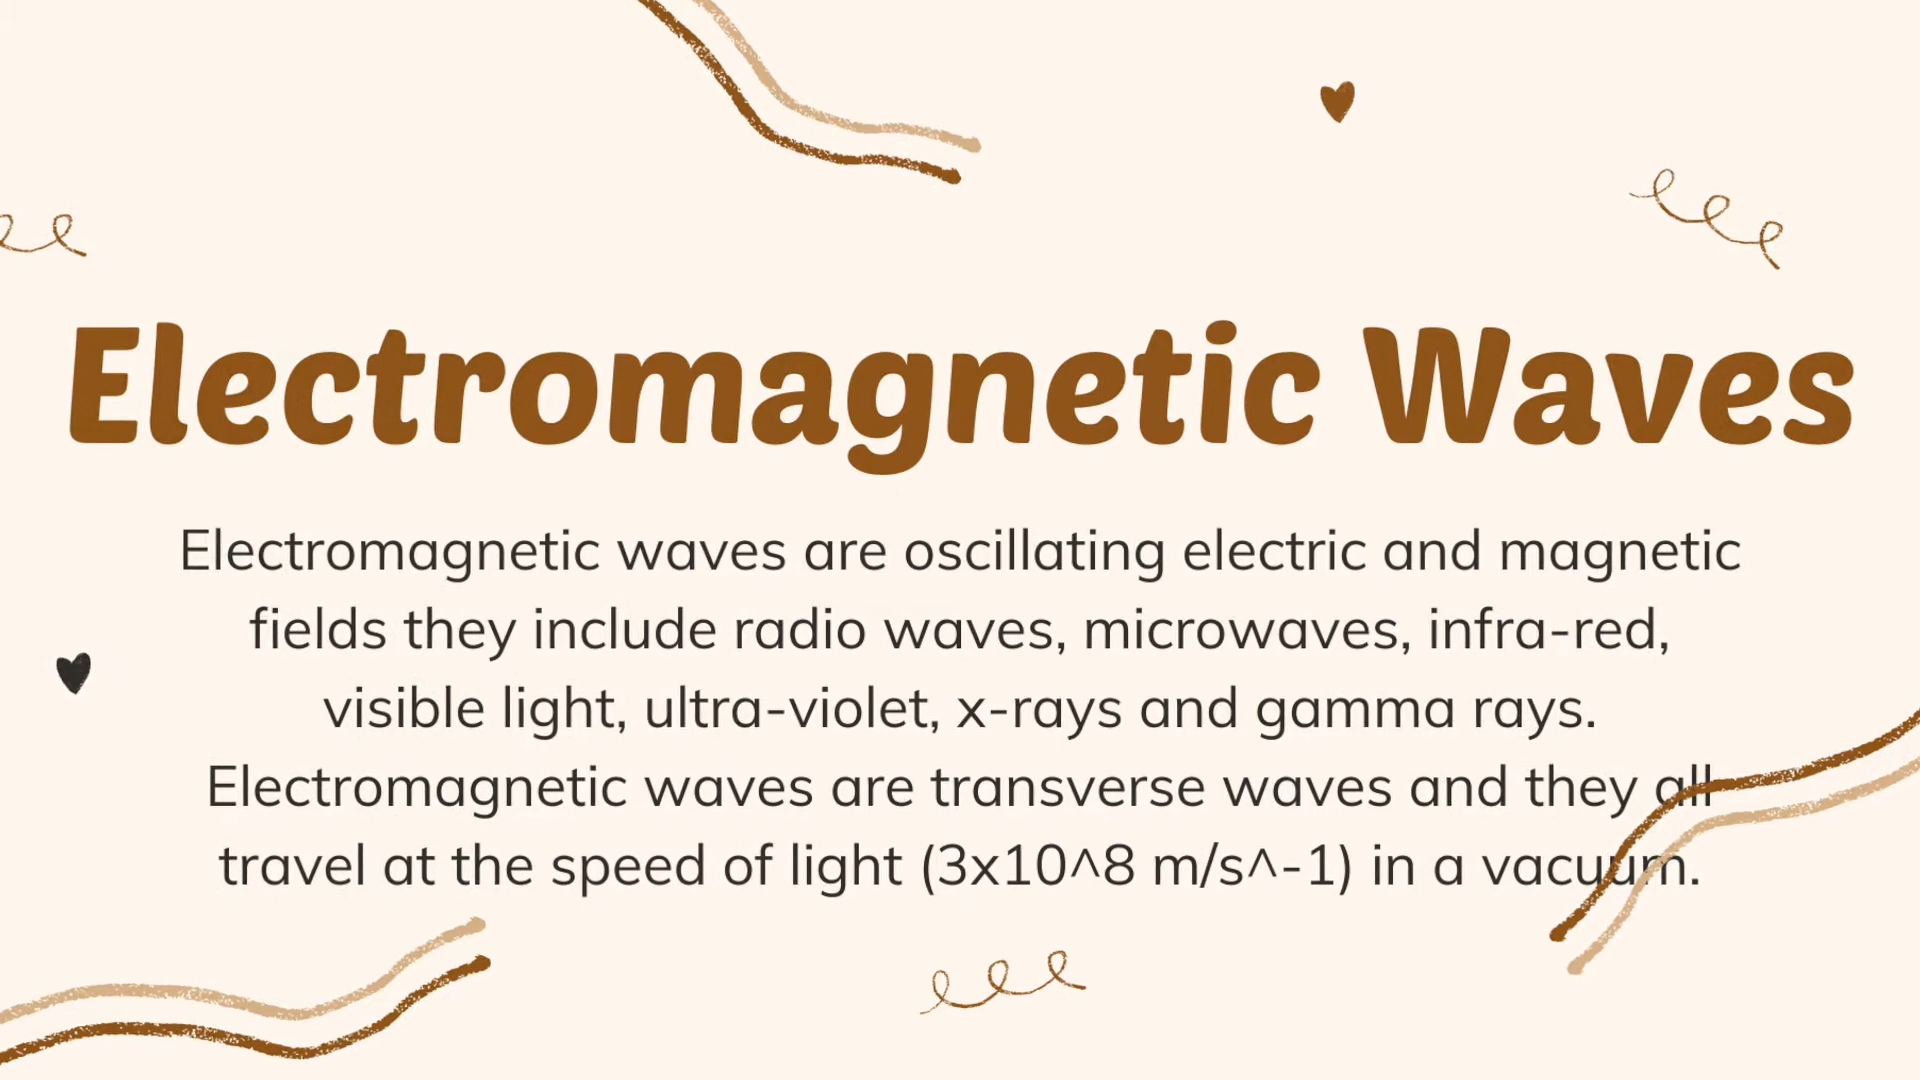 Electromagnetic Waves
Electromagnetic waves are oscillating electric and magnetic
fields they include radio waves, microwaves, infra-red,
visible light, ultra-violet, x-rays and gamma rays.
Electromagnetic waves are transverse waves and they all
travel at the speed of light (3x10^8 m/s^-1) in a vacuum.